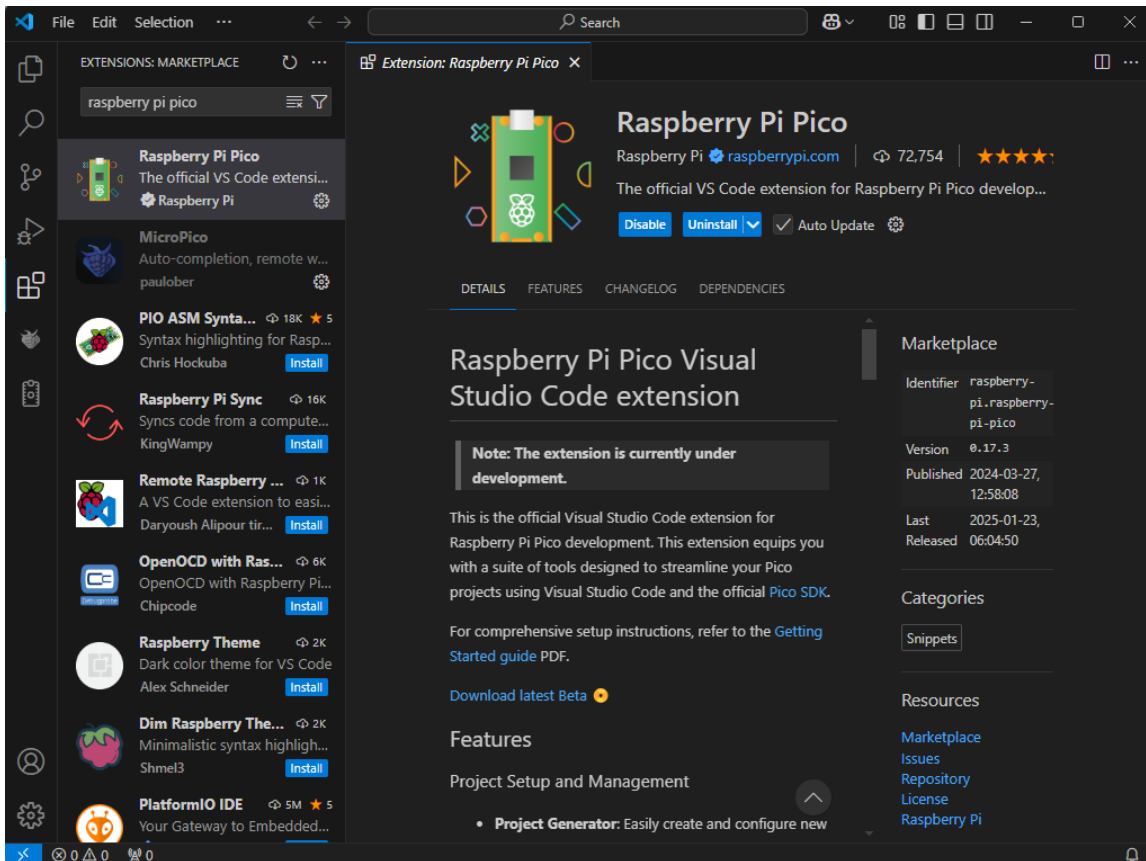 File Edit Selection ··· Search
EXTENSIONS: MARKETPLACE
raspberry pi pico
Raspberry Pi Pico
The official VS Code extensi...
Raspberry Pi
MicroPico
Auto-completion, remote w...
paulober
PIO ASM Synta... 18K ★ 5
Syntax highlighting for Rasp...
Chris Hockuba Install
Raspberry Pi Sync 16K
Syncs code from a compute...
KingWampy Install
Remote Raspberry ... 1K
A VS Code extension to easi...
Daryoush Alipour tir... Install
OpenOCD with Ras... 6K
OpenOCD with Raspberry Pi...
Chipcode Install
Raspberry Theme 2K
Dark color theme for VS Code
Alex Schneider Install
Dim Raspberry The... 2K
Minimalistic syntax highligh...
Shmel3 Install
PlatformIO IDE 5M ★ 5
Your Gateway to Embedded...
Extension: Raspberry Pi Pico
Raspberry Pi Pico
Raspberry Pi raspberrypi.com 72,754
The official VS Code extension for Raspberry Pi Pico develop...
Disable Uninstall Auto Update
DETAILS FEATURES CHANGELOG DEPENDENCIES
Raspberry Pi Pico Visual
Studio Code extension
Note: The extension is currently under
development.
This is the official Visual Studio Code extension for
Raspberry Pi Pico development. This extension equips you
with a suite of tools designed to streamline your Pico
projects using Visual Studio Code and the official Pico SDK.
For comprehensive setup instructions, refer to the Getting
Started guide PDF.
Download latest Beta
Features
Project Setup and Management
• Project Generator: Easily create and configure new
Marketplace
Identifier raspberry-
pi.raspberry-
pi-pico
Version 0.17.3
Published 2024-03-27,
12:58:08
Last 2025-01-23,
Released 06:04:50
Categories
Snippets
Resources
Marketplace
Issues
Repository
License
Raspberry Pi
0 0 0